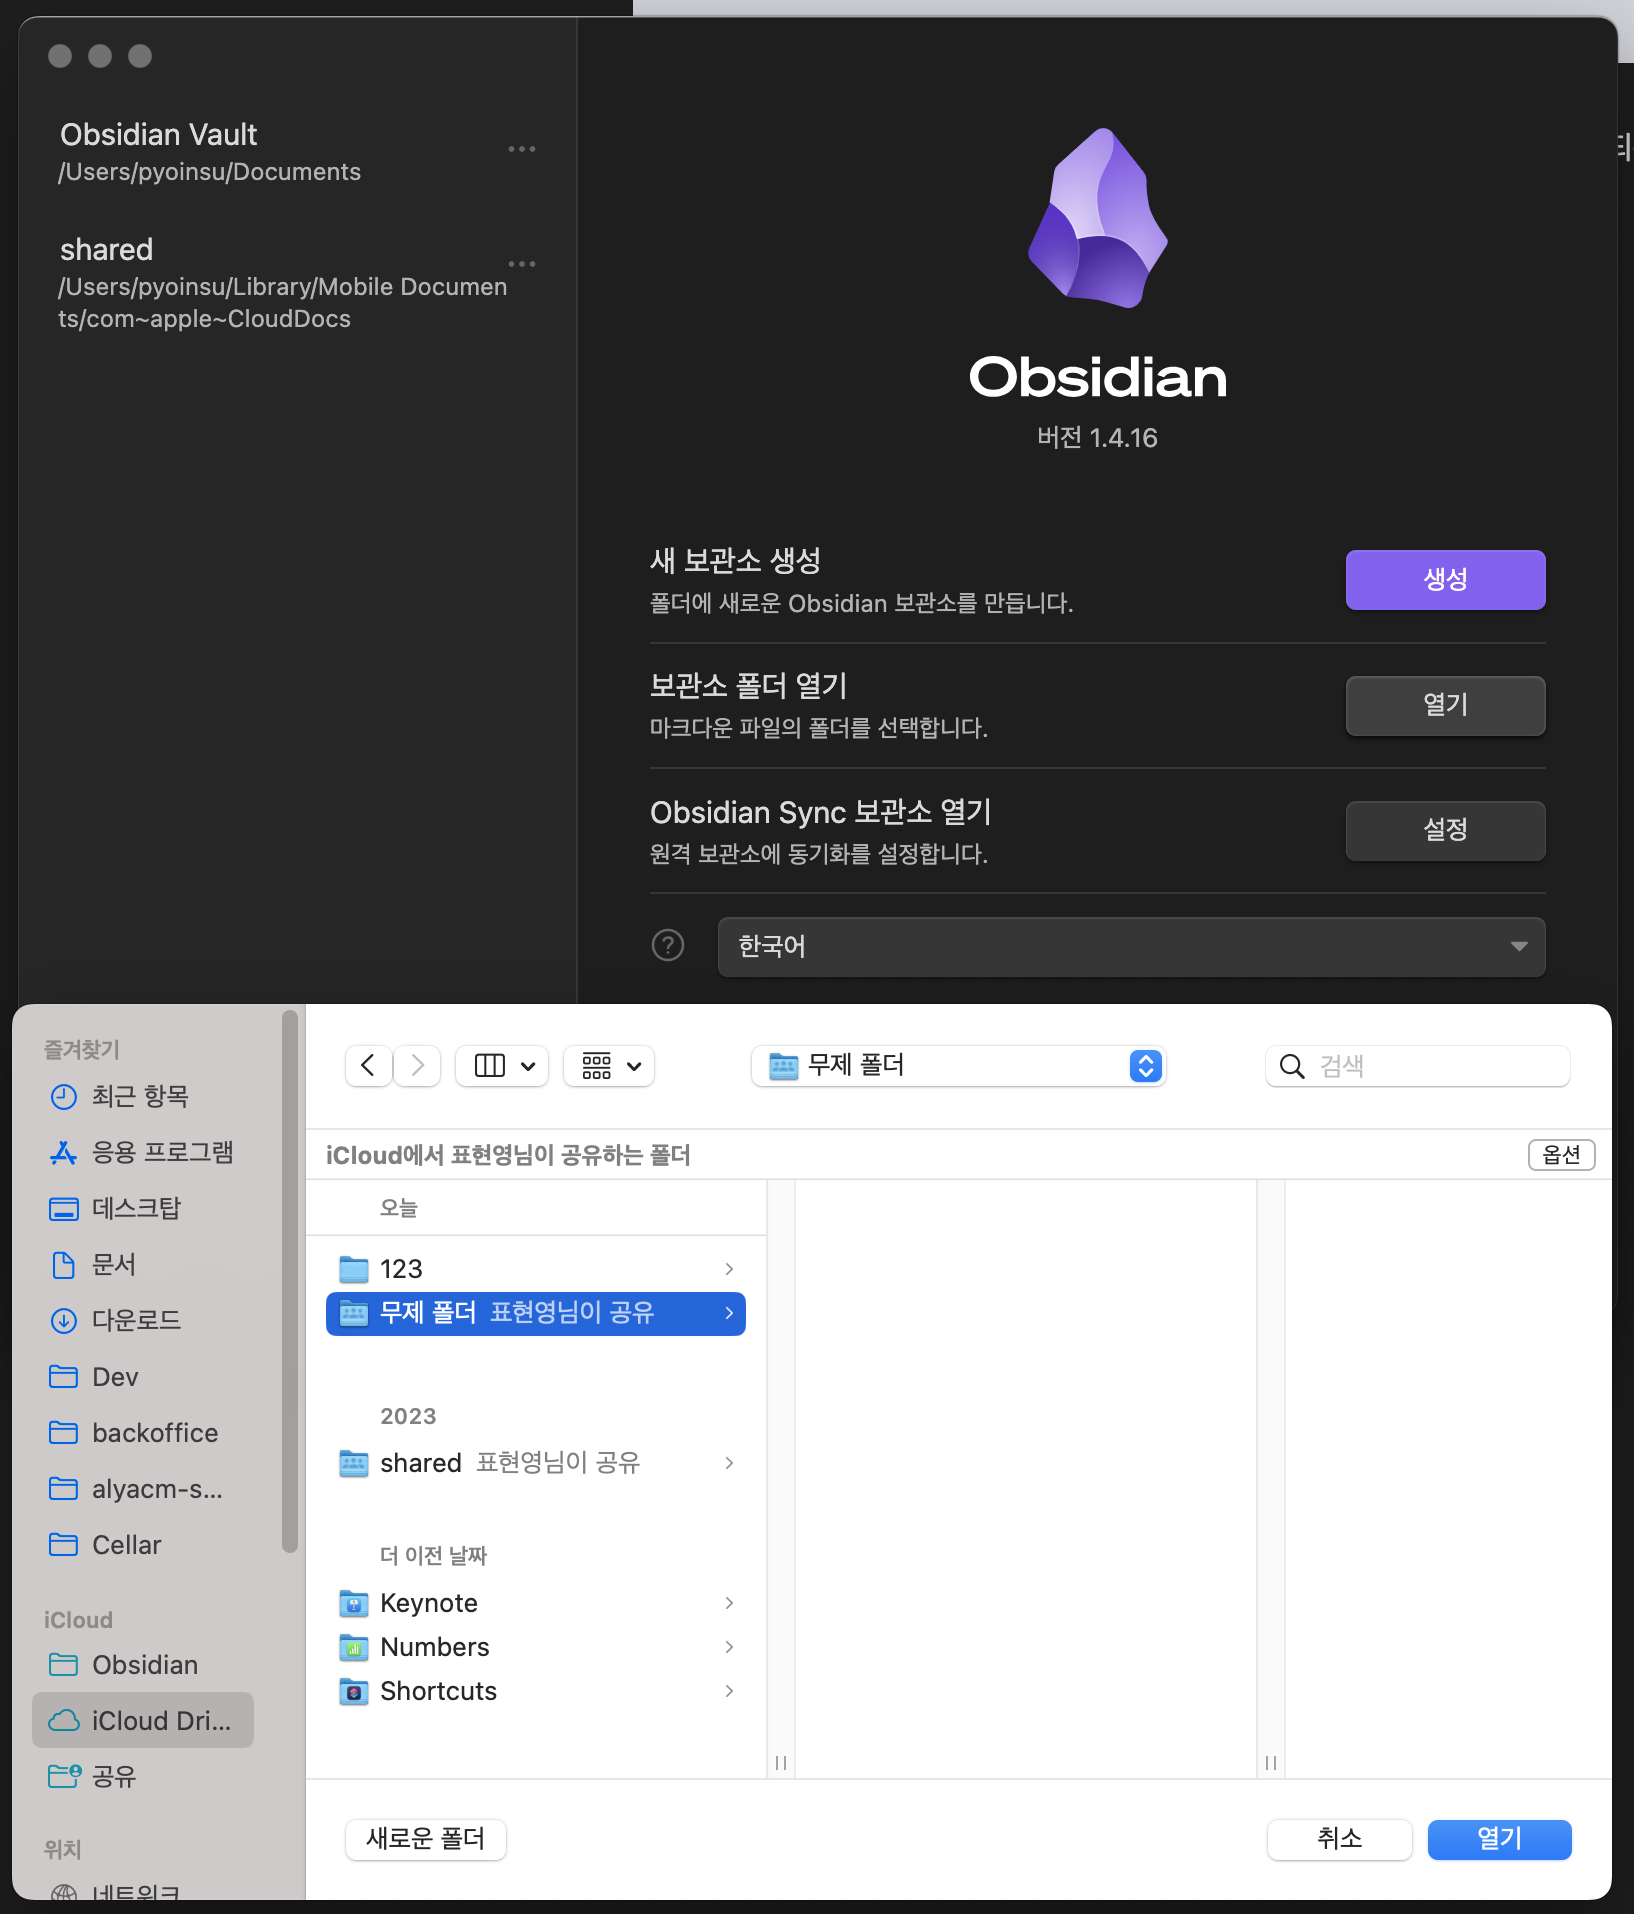 Obsidian Vault
/Users/pyoinsu/Documents
shared
/Users/pyoinsu/Library/Mobile Documen
ts/com~apple~CloudDocs
Obsidian
버전 1.4.16
새 보관소 생성
폴더에 새로운 Obsidian 보관소를 만듭니다.
생성
보관소 폴더 열기
마크다운 파일의 폴더를 선택합니다.
열기
Obsidian Sync 보관소 열기
원격 보관소에 동기화를 설정합니다.
설정
한국어
즐겨찾기
최근 항목
응용 프로그램
데스크탑
문서
다운로드
Dev
backoffice
alyacm-s...
Cellar
iCloud
Obsidian
iCloud Dri...
공유
위치
네트워크
무제 폴더
검색
iCloud에서 표현영님이 공유하는 폴더
옵션
오늘
123
무제 폴더 표현영님이 공유
2023
shared 표현영님이 공유
더 이전 날짜
Keynote
Numbers
Shortcuts
새로운 폴더
취소
열기